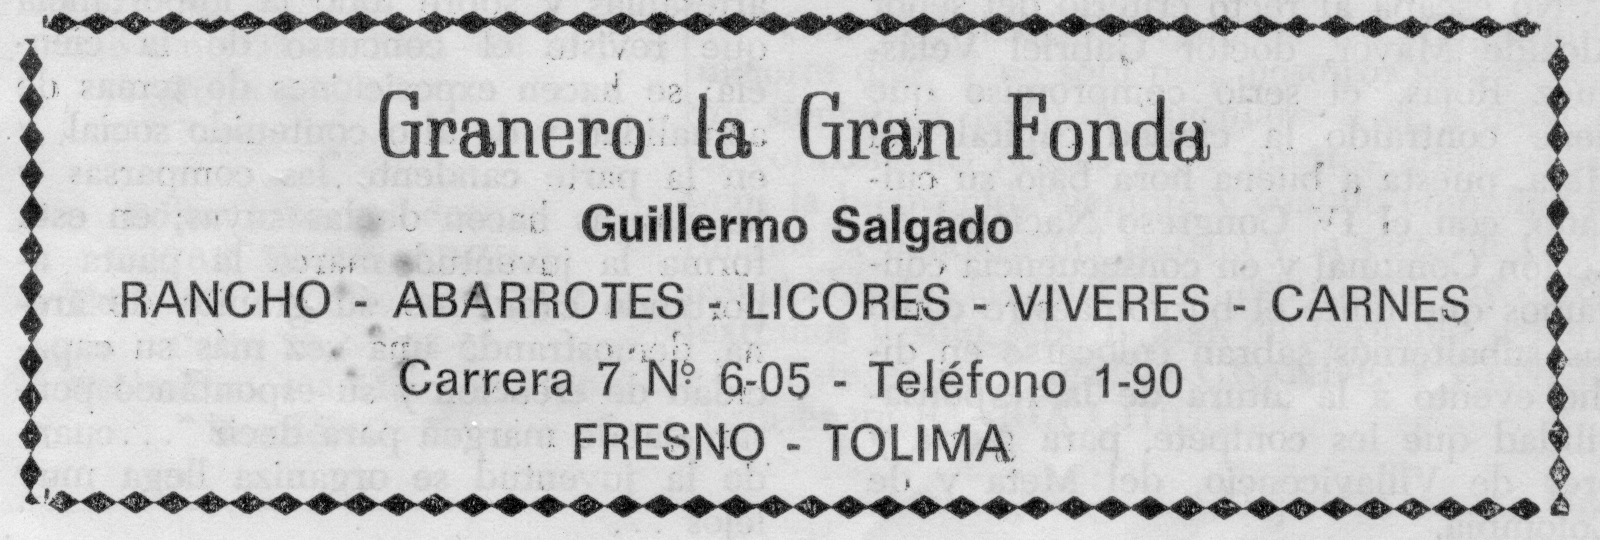 Granero la Gran Fonda
Guillermo Salgado
RANCHO - ABARROTES - LICORES - VIVERES - CARNES
Carrera 7 Nº 6-05 - Teléfono 1-90
FRESNO - TOLIMA